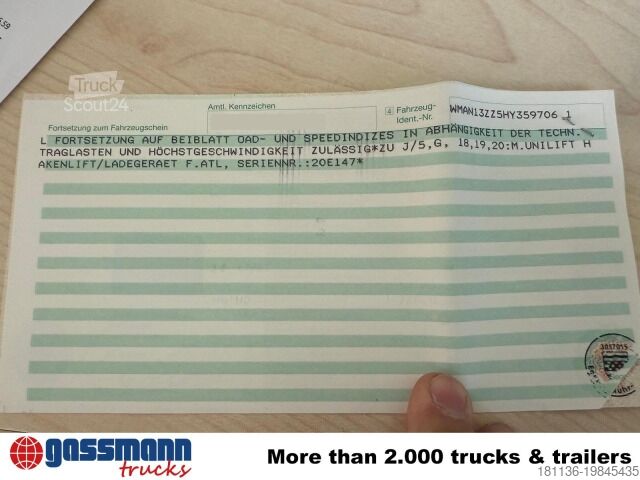 Truck
Scout24
Amtl. Kennzeichen
4 Fahrzeug-
Ident.-Nr.
WMAN13ZZ5HY359706 1
Fortsetzung zum Fahrzeugschein
L FORTSETZUNG AUF BEIBLATT OAD- UND SPEEDINDIZES IN ABHÄNGIGKEIT DER TECHN.
TRAGLASTEN UND HÖCHSTGESCHWINDIGKEIT ZULÄSSIG*ZU J/5,G, 18,19,20:M.UNILIFT H
AKENLIFT/LADEGERAET F.ATL, SERIENNR.:20E147*
gassmann
trucks
More than 2.000 trucks & trailers
181136-19845435